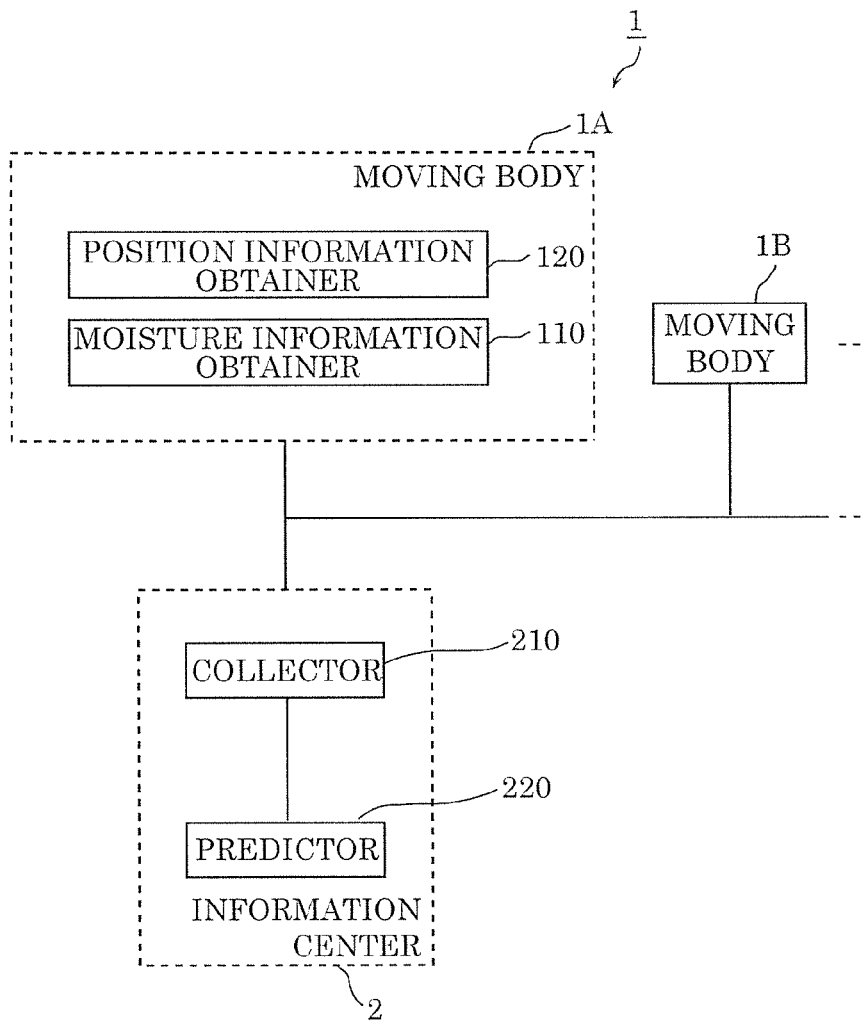 1
1A
MOVING BODY
POSITION INFORMATION
OBTAINER
120
MOISTURE INFORMATION
OBTAINER
110
1B
MOVING
BODY
COLLECTOR
210
220
PREDICTOR
INFORMATION
CENTER
2